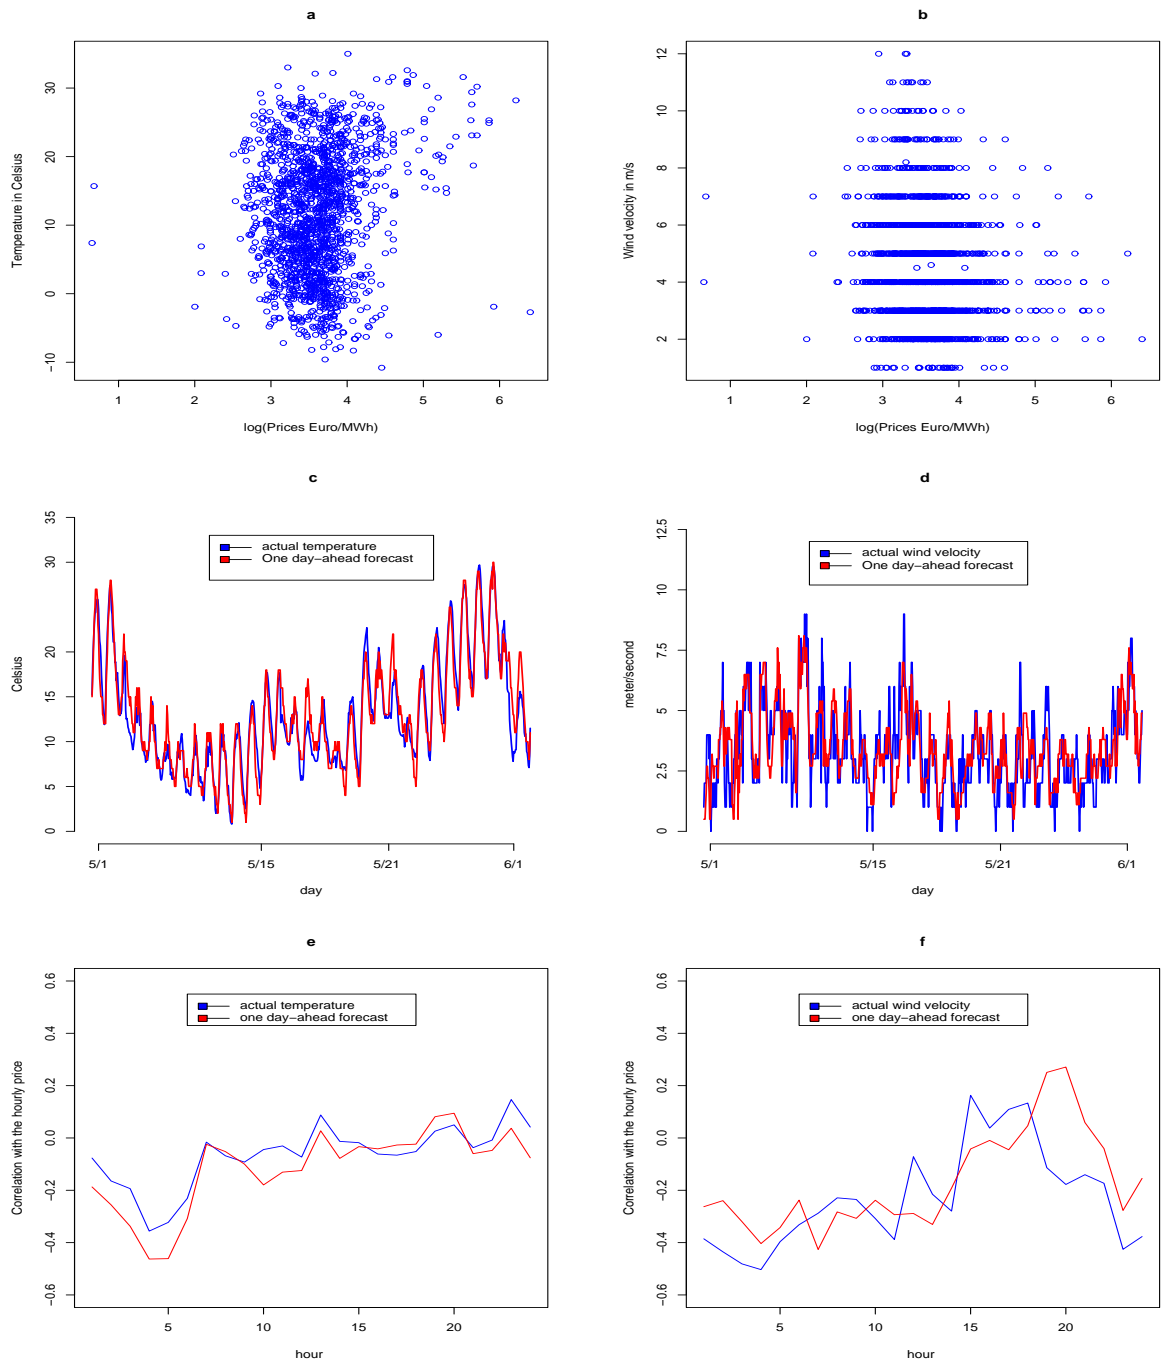 a
Temperature in Celsius
−10 0 10 20 30
1 2 3 4 5 6
log(Prices Euro/MWh)
b
Wind velocity in m/s
2 4 6 8 10 12
1 2 3 4 5 6
log(Prices Euro/MWh)
c
Celsius
0 5 10 15 20 25 30 35
actual temperature
One day−ahead forecast
5/1 5/15 5/21 6/1
day
d
meter/second
0 2.5 5 7.5 10 12.5
actual wind velocity
One day−ahead forecast
5/1 5/15 5/21 6/1
day
e
Correlation with the hourly price
−0.6 −0.4 −0.2 0.0 0.2 0.4 0.6
actual temperature
one day−ahead forecast
5 10 15 20
hour
f
Correlation with the hourly price
−0.6 −0.4 −0.2 0.0 0.2 0.4 0.6
actual wind velocity
one day−ahead forecast
5 10 15 20
hour